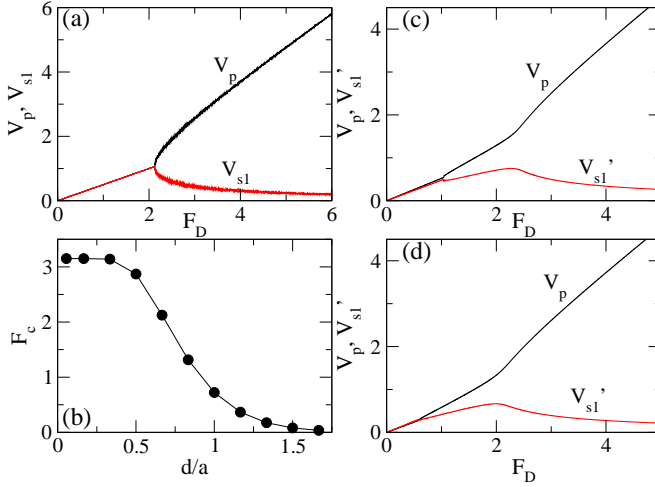 (a)
V_p, V_s1
6
4
2
0
V_p
V_s1
0 2 4 6
F_D
(c)
V_p, V_s1'
4
2
0
V_p
V_s1'
0 2 4
F_D
(b)
F_c
3
2
1
0
0 0.5 1 1.5
d/a
(d)
V_p, V_s1'
4
2
0
V_p
V_s1'
0 2 4
F_D